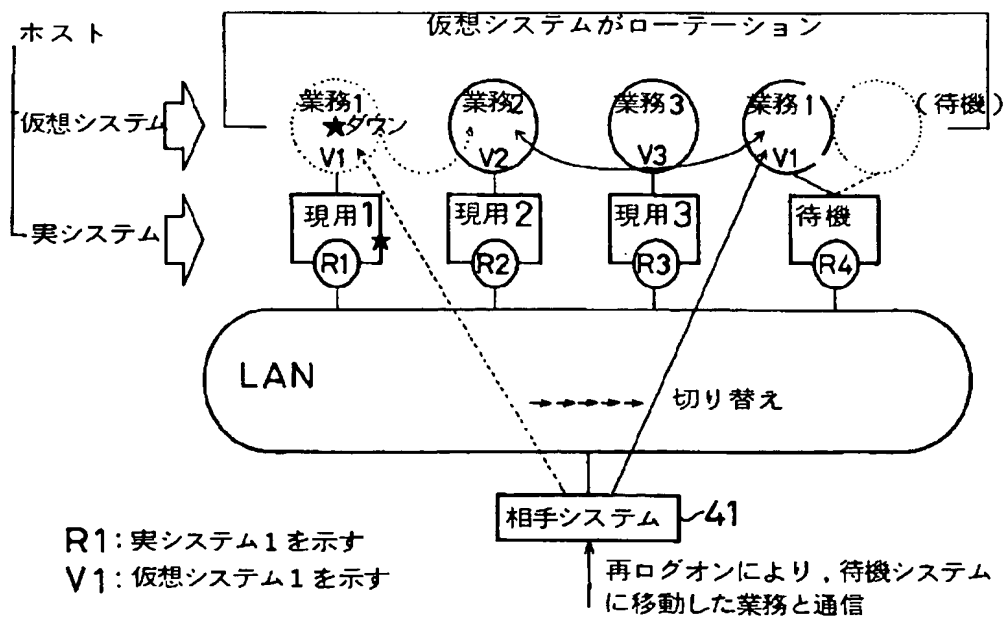 ホスト
仮想システムがローテーション
仮想システム
業務1
★ダウン
V1
業務2
V2
業務3
V3
業務1
V1
(待機)
実システム
現用1
★
R1
現用2
R2
現用3
R3
待機
R4
LAN
切り替え
相手システム
41
R1:実システム1を示す
V1:仮想システム1を示す
再ログオンにより,待機システム
に移動した業務と通信